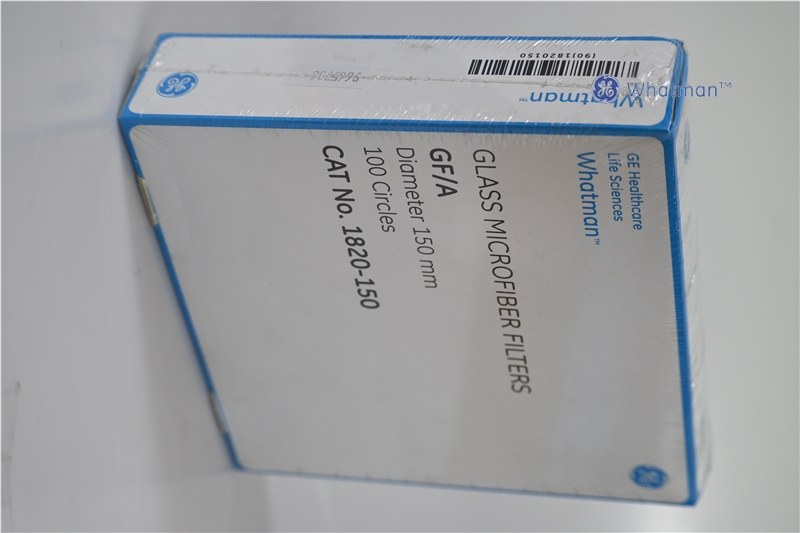 GE Healthcare
Life Sciences
Whatman™
GLASS MICROFIBER FILTERS
GF/A
Diameter 150 mm
100 Circles
CAT No. 1820-150
Whatman™
(90)1820150
Whatman™